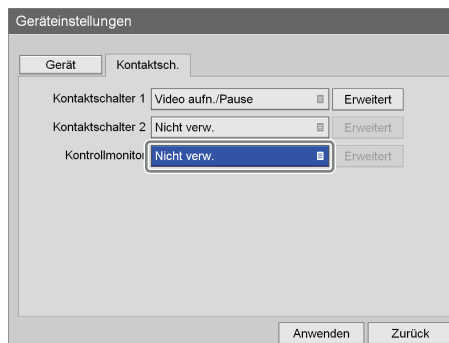 Geräteinstellungen
Gerät Kontaktsch.
Kontaktschalter 1 Video aufn./Pause Erweitert
Kontaktschalter 2 Nicht verw. Erweitert
Kontrollmonitor Nicht verw. Erweitert
Anwenden Zurück